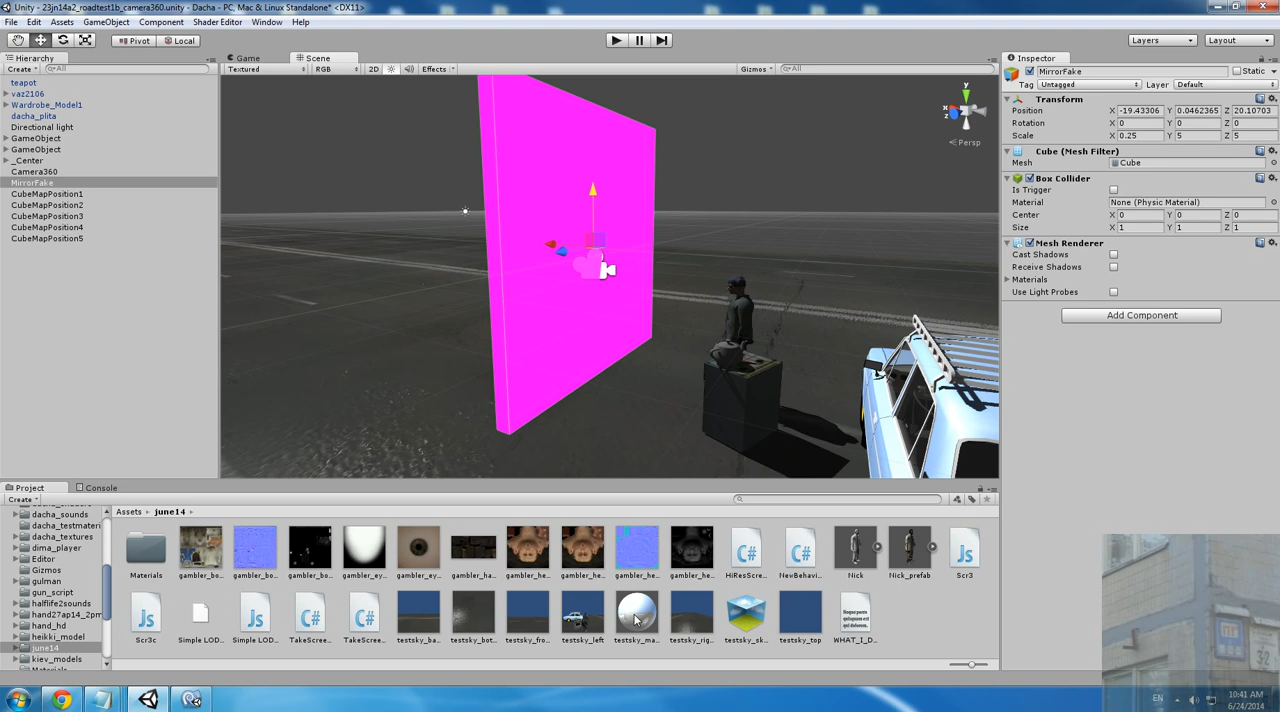 Unity - 23jn14a2_roadtest1b_camera360.unity - Dacha - PC, Mac & Linux Standalone* <DX11>
File Edit Assets GameObject Component Shader Editor Window Help
Pivot Local Layers Layout
Hierarchy
Create All
teapot
vaz2106
Wardrobe_Model1
dacha_plita
Directional light
GameObject
GameObject
_Center
Camera360
MirrorFake
CubeMapPosition1
CubeMapPosition2
CubeMapPosition3
CubeMapPosition4
CubeMapPosition5
Game Scene
Textured RGB 2D Effects Gizmos All
y
x
z
Persp
Inspector
MirrorFake Static
Tag Untagged Layer Default
Transform
Position X -19.43306 Y 0.0462365 Z 20.10703
Rotation X 0 Y 0 Z 0
Scale X 0.25 Y 5 Z 5
Cube (Mesh Filter)
Mesh Cube
Box Collider
Is Trigger
Material None (Physic Material)
Center X 0 Y 0 Z 0
Size X 1 Y 1 Z 1
Mesh Renderer
Cast Shadows
Receive Shadows
Materials
Use Light Probes
Add Component
Project Console
Create
dacha_sounds
dacha_testmateri
dacha_textures
dima_player
Editor
Gizmos
gulman
gun_script
halflife2sounds
hand27ap14_2pm
hand_hd
heikki_model
june14
kiev_models
Assets june14
Materials gambler_bo... gambler_bo... gambler_bo... gambler_ey... gambler_eye gambler_ha... gambler_he... gambler_he... gambler_he... gambler_he... HiResScre... NewBehavi... Nick Nick_prefab Scr3
Scr3c Simple LOD... Simple LOD... TakeScree... TakeScree... testsky_ba... testsky_bot... testsky_fro... testsky_left testsky_ma... testsky_rig... testsky_sk... testsky_top WHAT_I_D...
32
EN 10:41 AM
6/24/2014